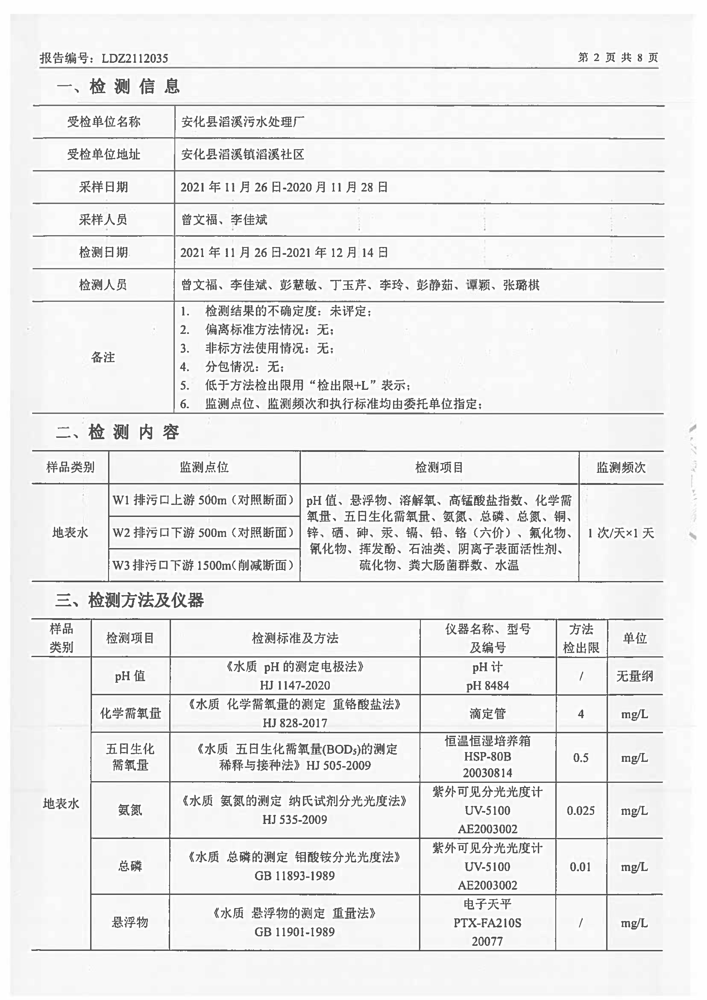 报告编号：LDZ2112035
第 2 页 共 8 页
一、检 测 信 息
受检单位名称
安化县滔溪污水处理厂
受检单位地址
安化县滔溪镇滔溪社区
采样日期
2021 年 11 月 26 日-2020 月 11 月 28 日
采样人员
曾文福、李佳斌
检测日期
2021 年 11 月 26 日-2021 年 12 月 14 日
检测人员
曾文福、李佳斌、彭慧敏、丁玉芹、李玲、彭静茹、谭颖、张璐棋
备注
1. 检测结果的不确定度：未评定；
2. 偏离标准方法情况：无；
3. 非标方法使用情况：无；
4. 分包情况：无；
5. 低于方法检出限用“检出限+L”表示；
6. 监测点位、监测频次和执行标准均由委托单位指定；
二、检 测 内 容
样品类别
监测点位
检测项目
监测频次
地表水
W1 排污口上游 500m（对照断面）
W2 排污口下游 500m（对照断面）
W3 排污口下游 1500m（削减断面）
pH 值、悬浮物、溶解氧、高锰酸盐指数、化学需
氧量、五日生化需氧量、氨氮、总磷、总氮、铜、
锌、硒、砷、汞、镉、铅、铬（六价）、氟化物、
氰化物、挥发酚、石油类、阴离子表面活性剂、
硫化物、粪大肠菌群数、水温
1 次/天×1 天
三、检测方法及仪器
样品
类别
检测项目
检测标准及方法
仪器名称、型号
及编号
方法
检出限
单位
地表水
pH 值
《水质 pH 的测定电极法》
HJ 1147-2020
pH 计
pH 8484
/
无量纲
化学需氧量
《水质 化学需氧量的测定 重铬酸盐法》
HJ 828-2017
滴定管
4
mg/L
五日生化
需氧量
《水质 五日生化需氧量(BOD₅)的测定
稀释与接种法》HJ 505-2009
恒温恒湿培养箱
HSP-80B
20030814
0.5
mg/L
氨氮
《水质 氨氮的测定 纳氏试剂分光光度法》
HJ 535-2009
紫外可见分光光度计
UV-5100
AE2003002
0.025
mg/L
总磷
《水质 总磷的测定 钼酸铵分光光度法》
GB 11893-1989
紫外可见分光光度计
UV-5100
AE2003002
0.01
mg/L
悬浮物
《水质 悬浮物的测定 重量法》
GB 11901-1989
电子天平
PTX-FA210S
20077
/
mg/L